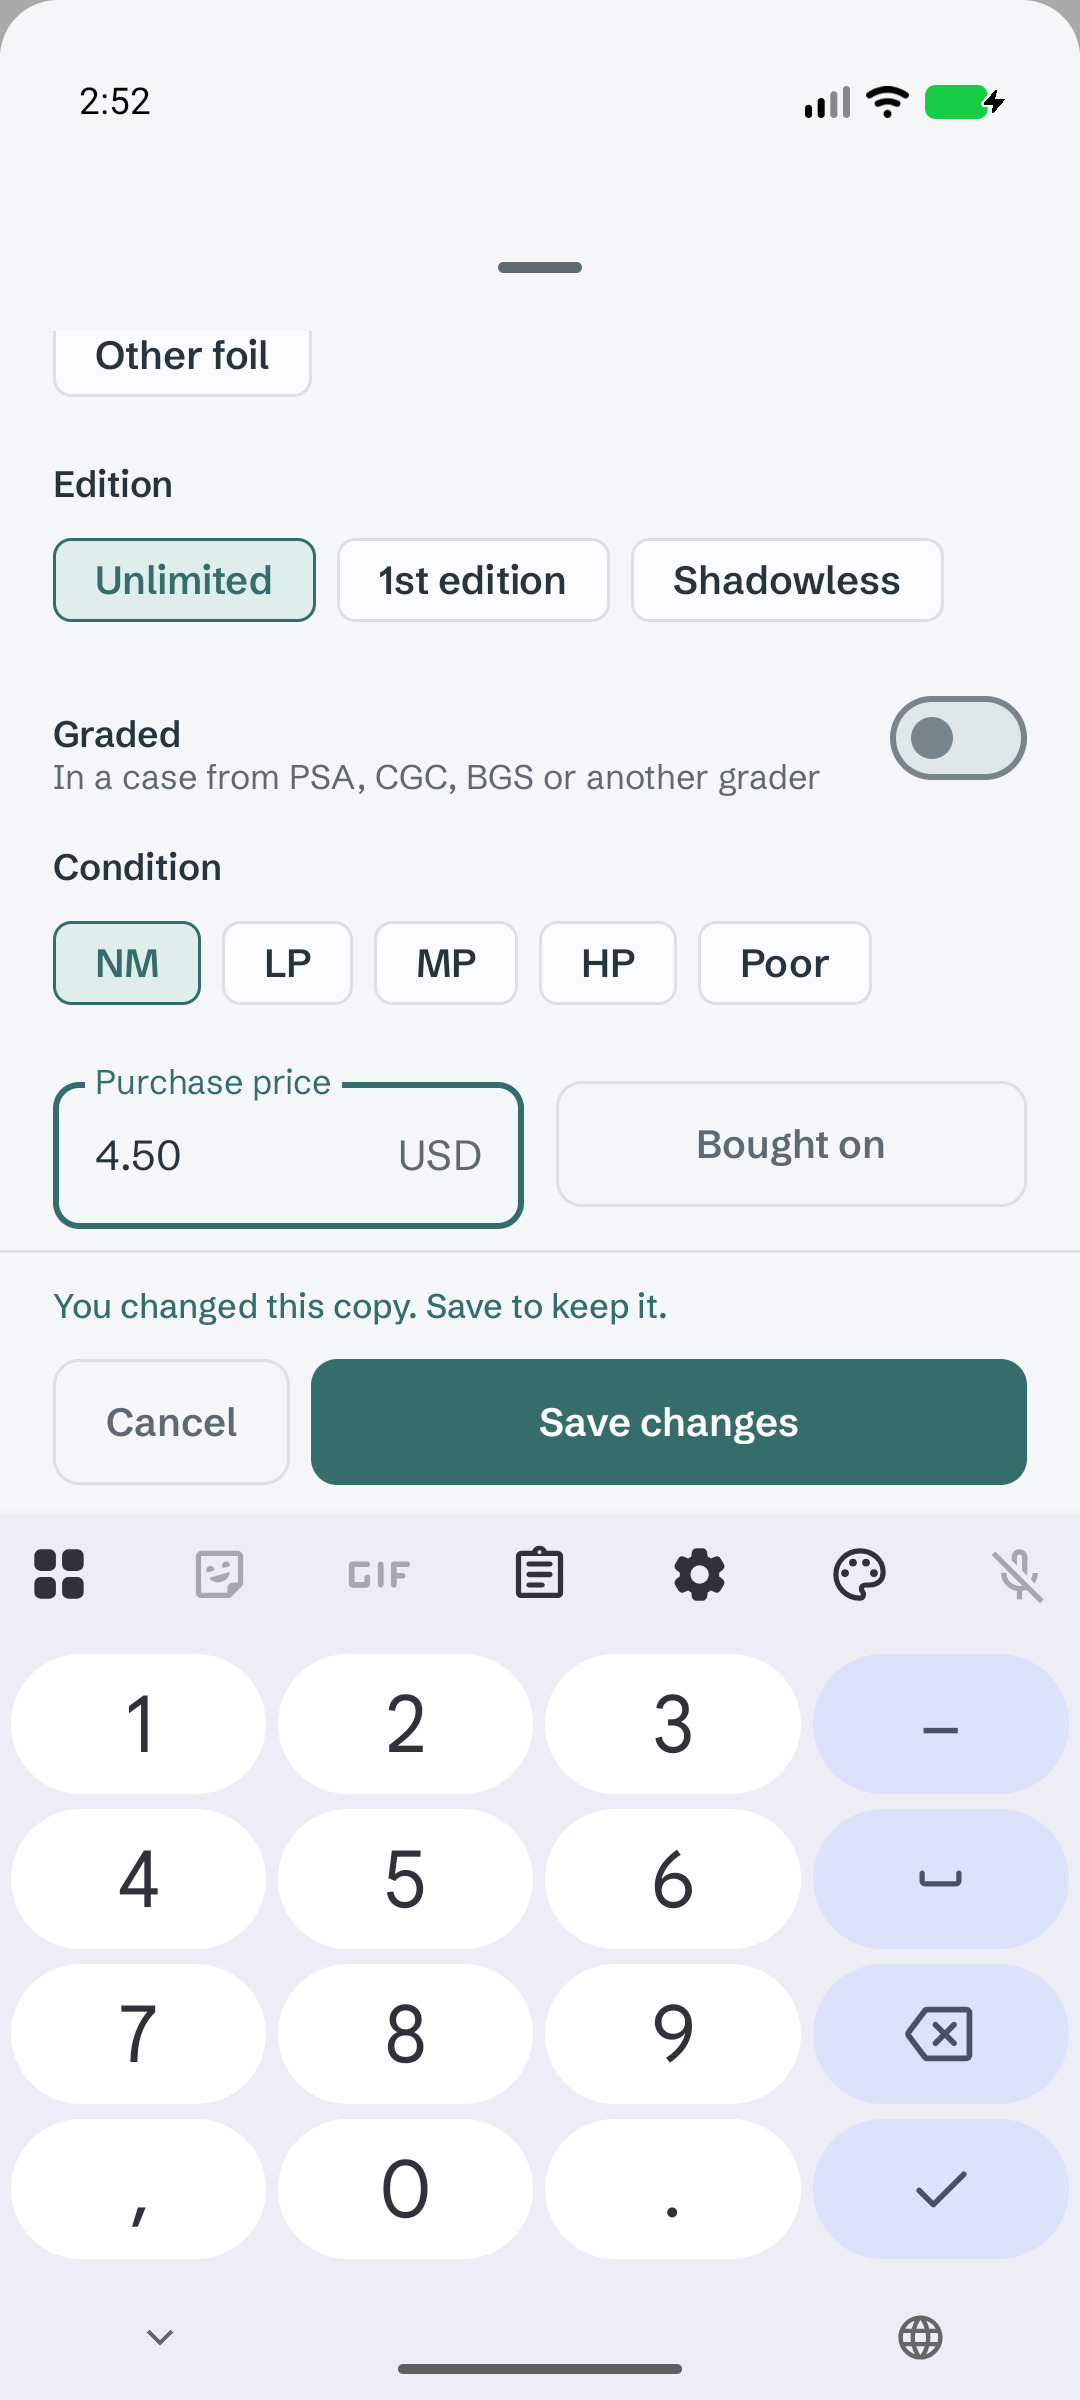 2:52
Other foil
Edition
Unlimited
1st edition
Shadowless
Graded
In a case from PSA, CGC, BGS or another grader
Condition
NM
LP
MP
HP
Poor
Purchase price
4.50 USD
Bought on
You changed this copy. Save to keep it.
Cancel
Save changes
GIF
1 2 3 –
4 5 6
7 8 9
, 0 .